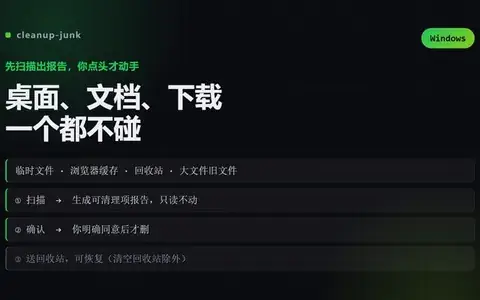 cleanup-junk
Windows
先扫描出报告，你点头才动手
桌面、文档、下载
一个都不碰
临时文件 · 浏览器缓存 · 回收站 · 大文件旧文件
① 扫描 → 生成可清理项报告，只读不动
② 确认 → 你明确同意后才删
③ 送回收站，可恢复（清空回收站除外）